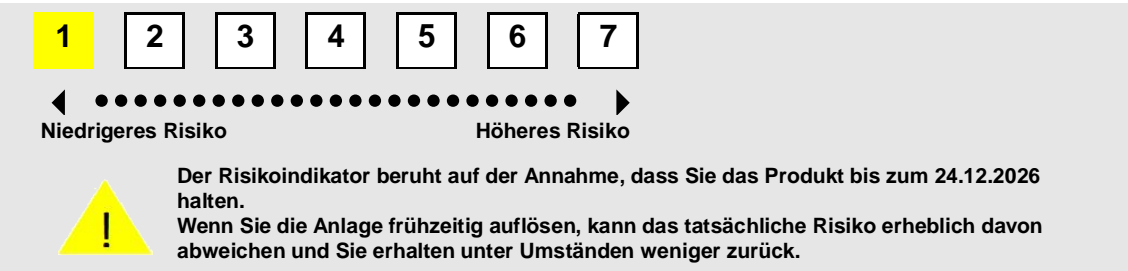 1 2 3 4 5 6 7
Niedrigeres Risiko Höheres Risiko
Der Risikoindikator beruht auf der Annahme, dass Sie das Produkt bis zum 24.12.2026
halten.
Wenn Sie die Anlage frühzeitig auflösen, kann das tatsächliche Risiko erheblich davon
abweichen und Sie erhalten unter Umständen weniger zurück.
!